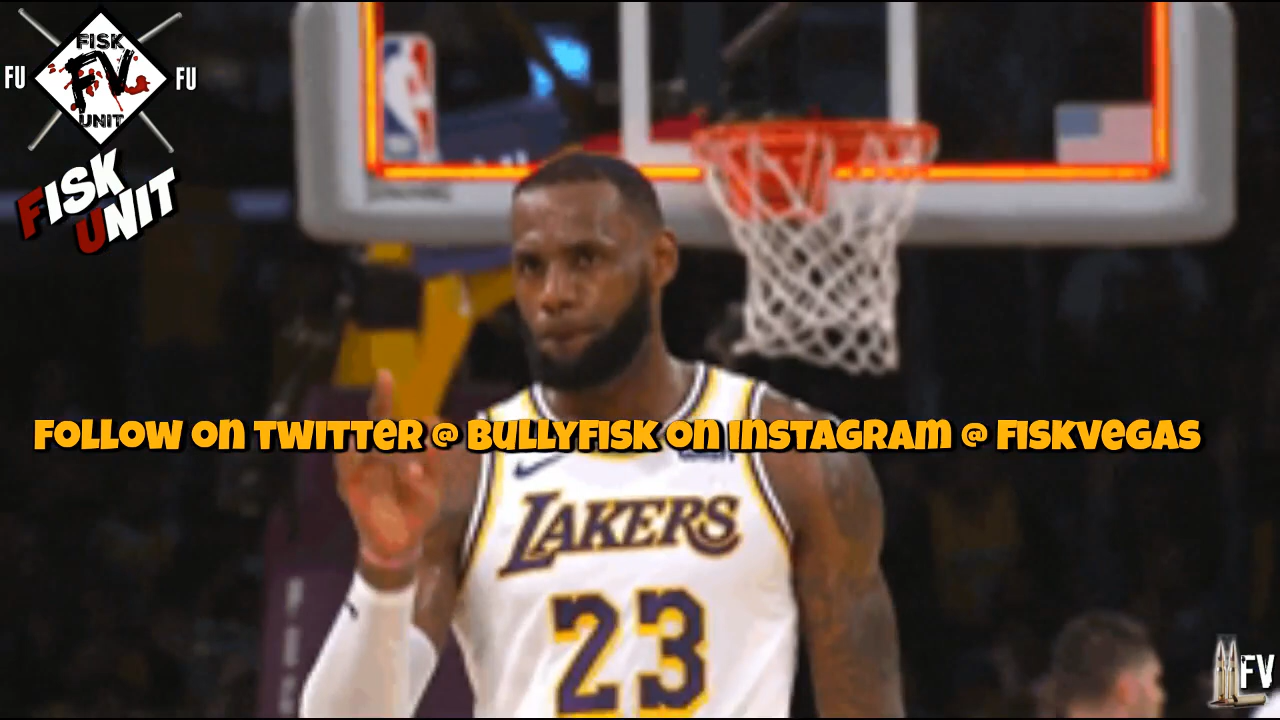 FISK
FV
UNIT
FU
FU
FISK
UNIT
FOLLOW ON TWITTER @ BULLYFISK ON INSTAGRAM @ FISKVEGAS
LAKERS
23
FV